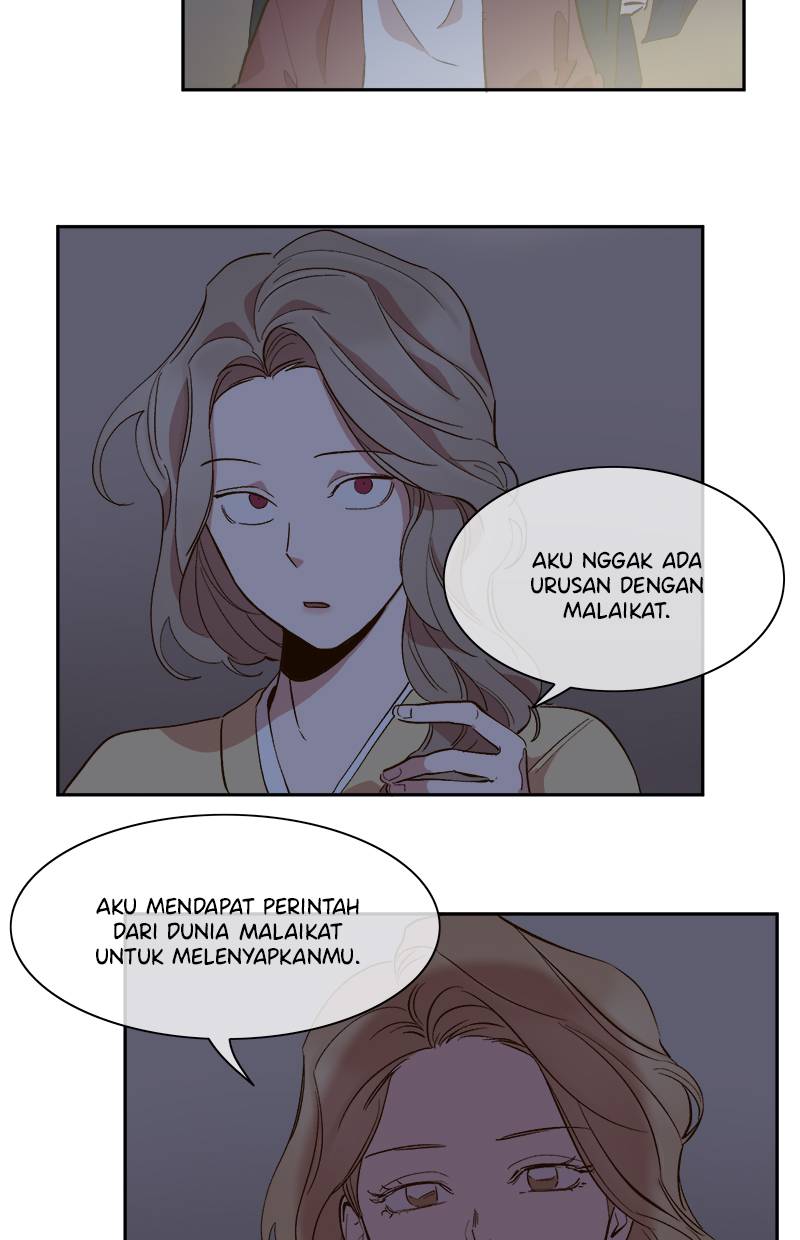 AKU NGGAK ADA
URUSAN DENGAN
MALAIKAT.
AKU MENDAPAT PERINTAH
DARI DUNIA MALAIKAT
UNTUK MELENYAPKANMU.